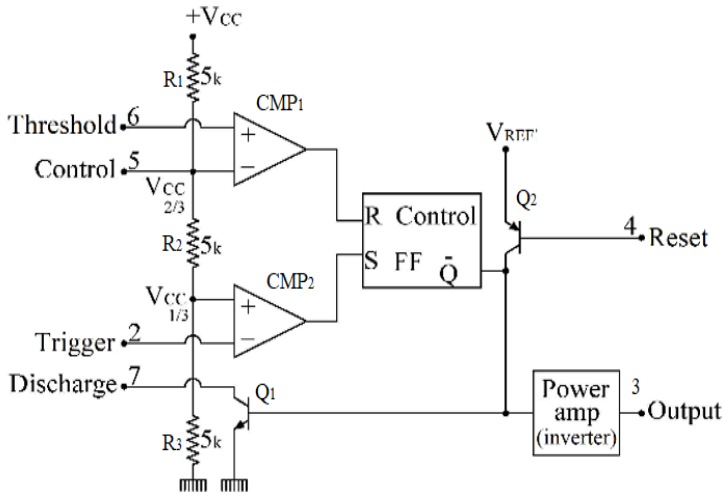 +Vcc
R1 5k
CMP1
Threshold 6
+
Control 5
−
VCC
2/3
VREF'
Q2
4 Reset
R Control
S FF Q̄
R2 5k
CMP2
VCC
1/3
+
Trigger 2
−
Discharge 7
Q1
Power
amp
(inverter)
3
Output
R3 5k